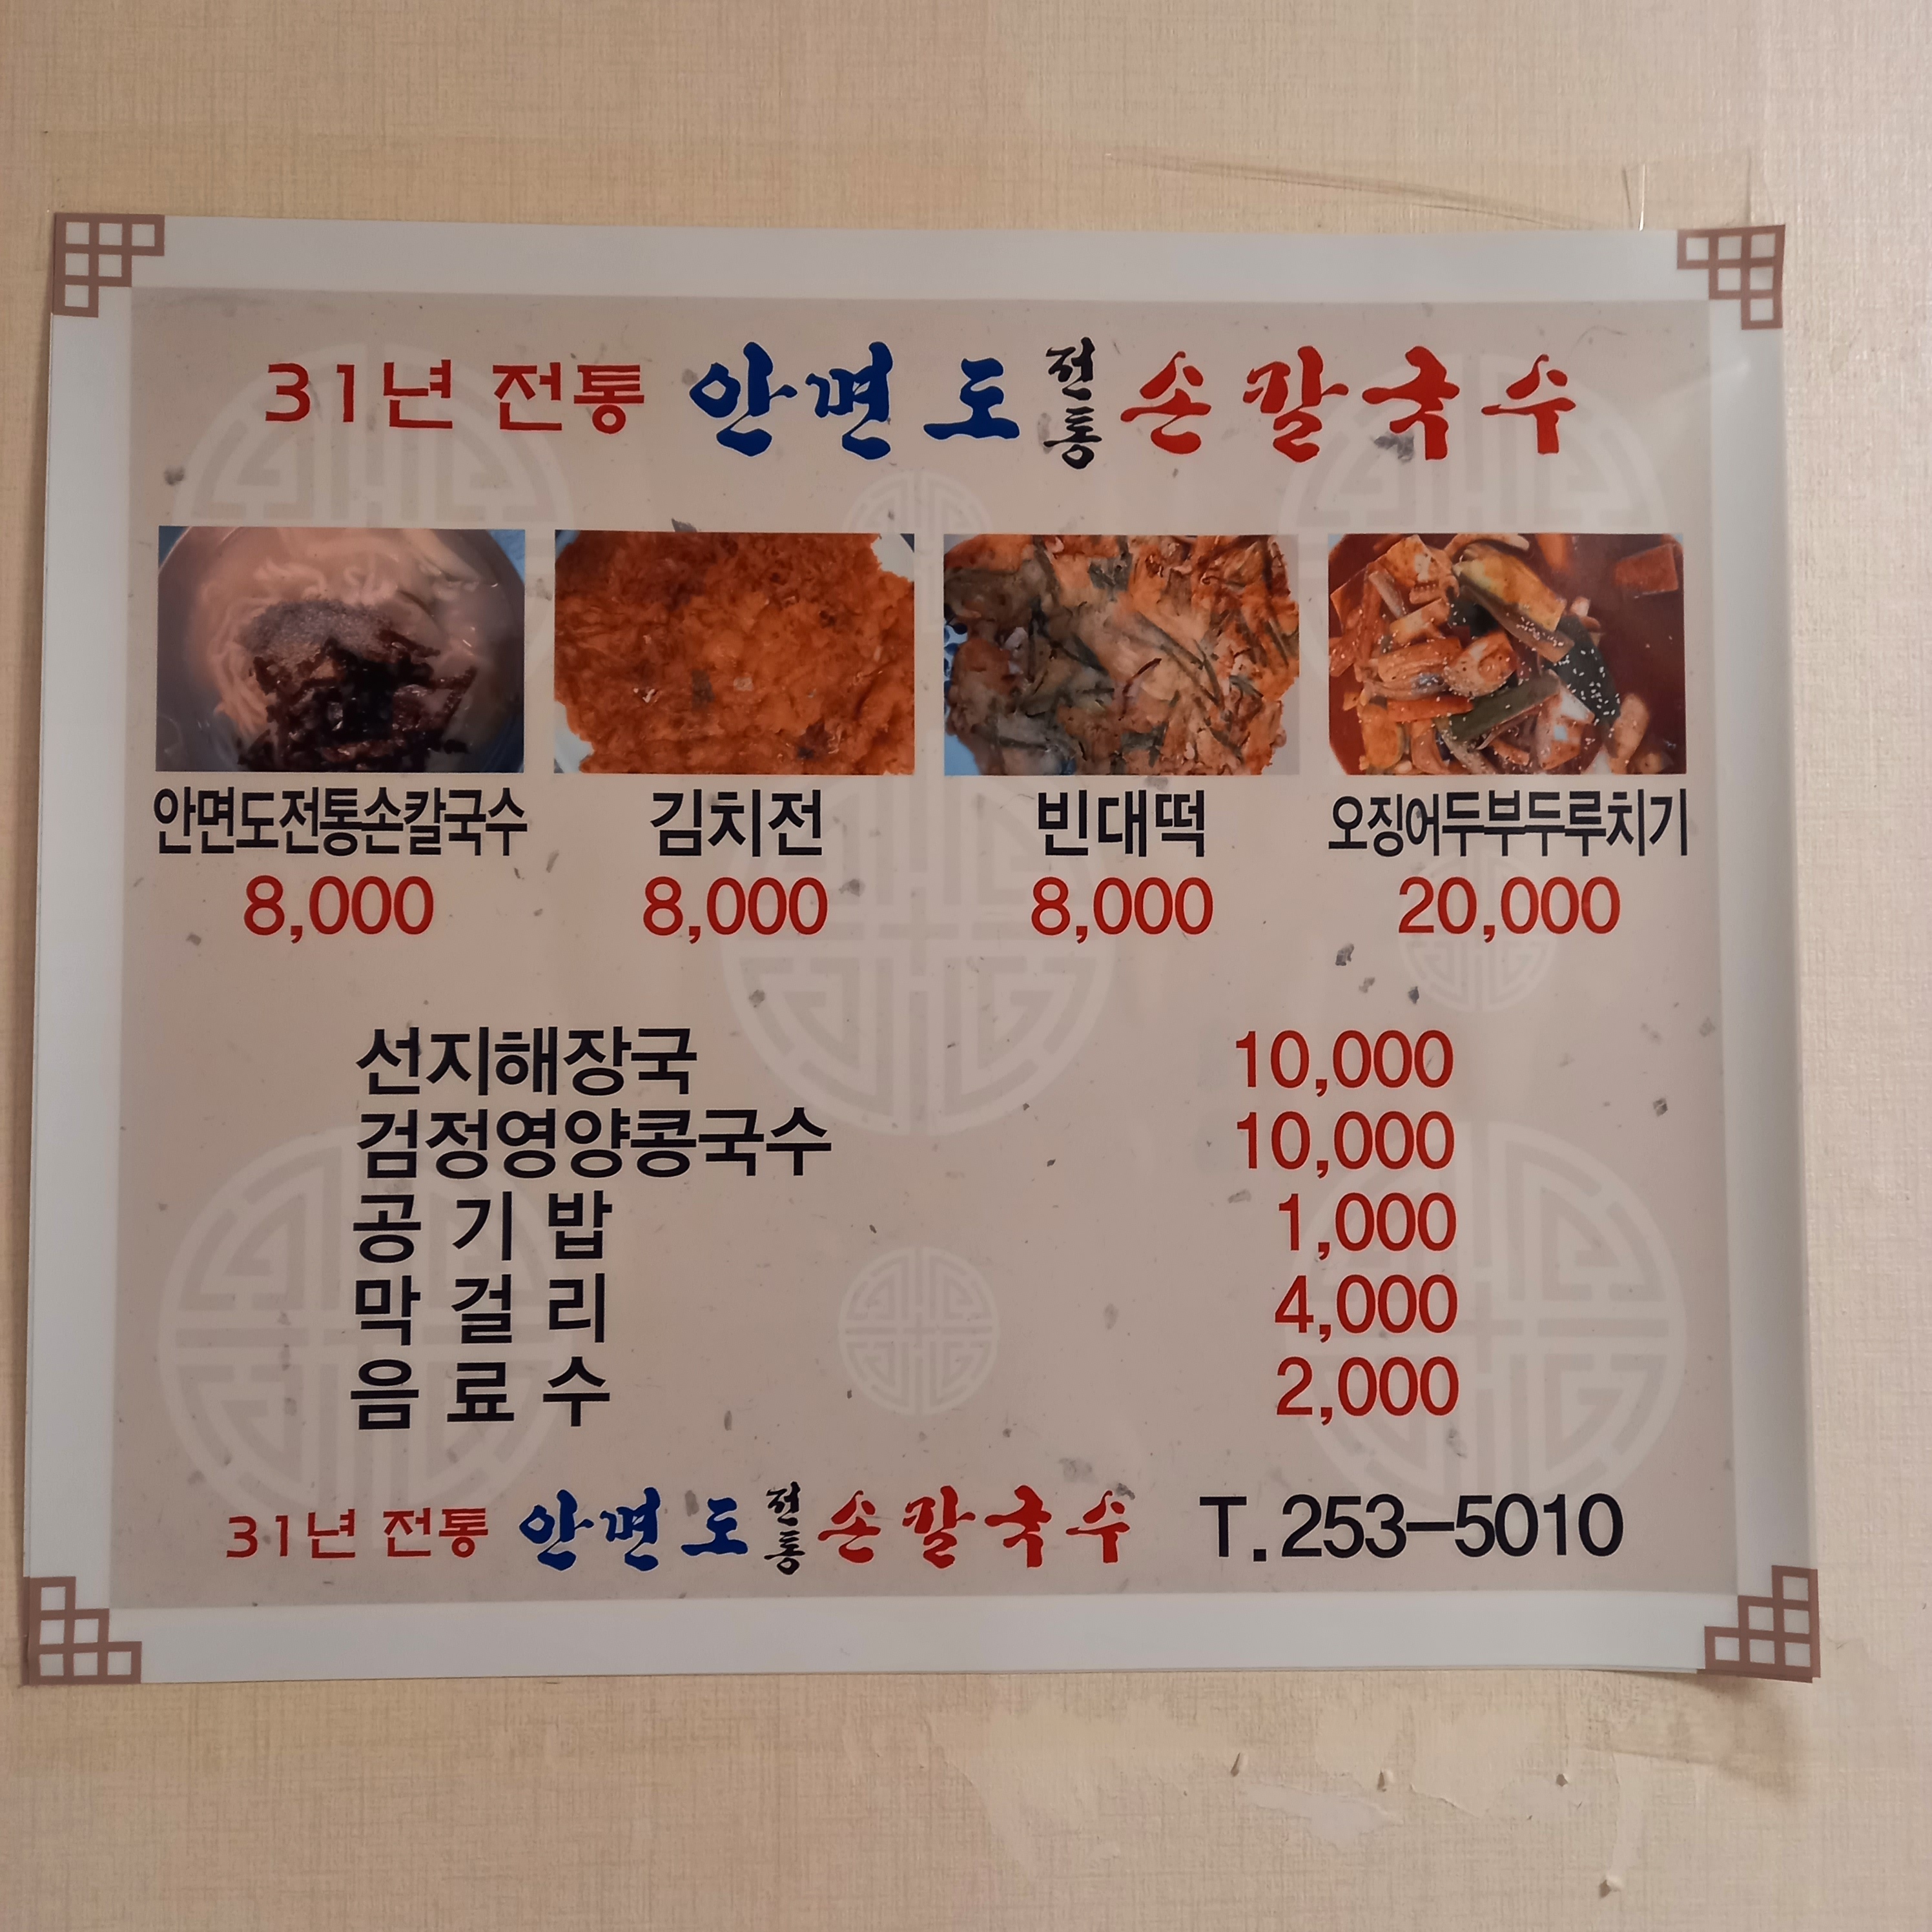 31년 전통 안면도 전통 손칼국수
안면도전통손칼국수 김치전 빈대떡 오징어두부두루치기
8,000 8,000 8,000 20,000
선지해장국 10,000
검정영양콩국수 10,000
공 기 밥 1,000
막 걸 리 4,000
음 료 수 2,000
31년 전통 안면도 전통 손칼국수 T.253-5010